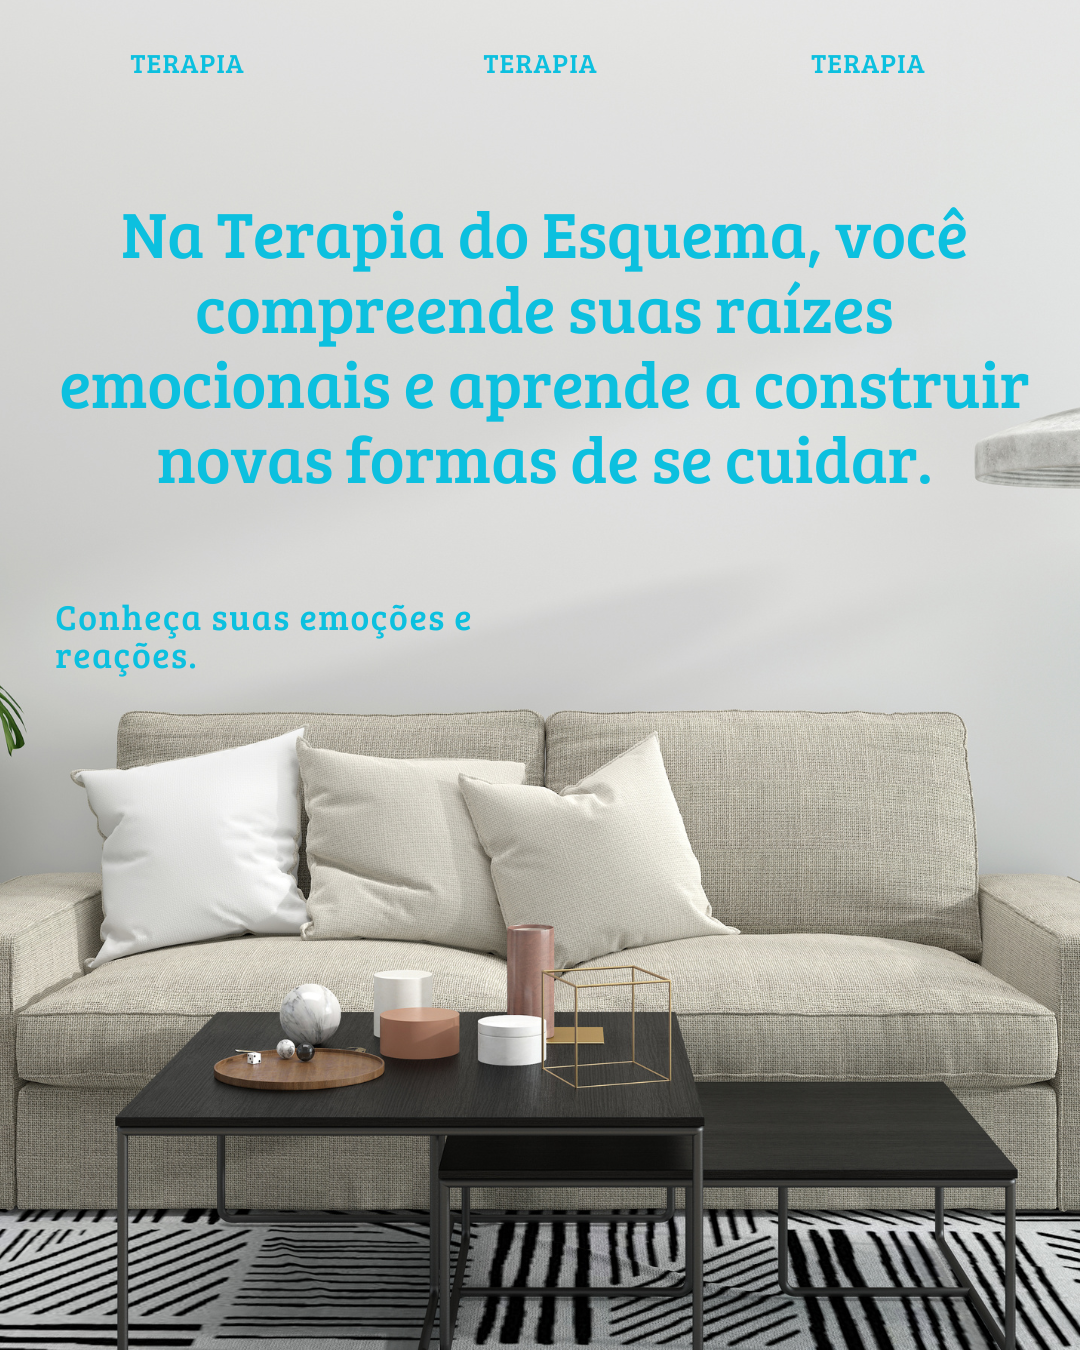 TERAPIA TERAPIA TERAPIA
Na Terapia do Esquema, você
compreende suas raízes
emocionais e aprende a construir
novas formas de se cuidar.
Conheça suas emoções e
reações.